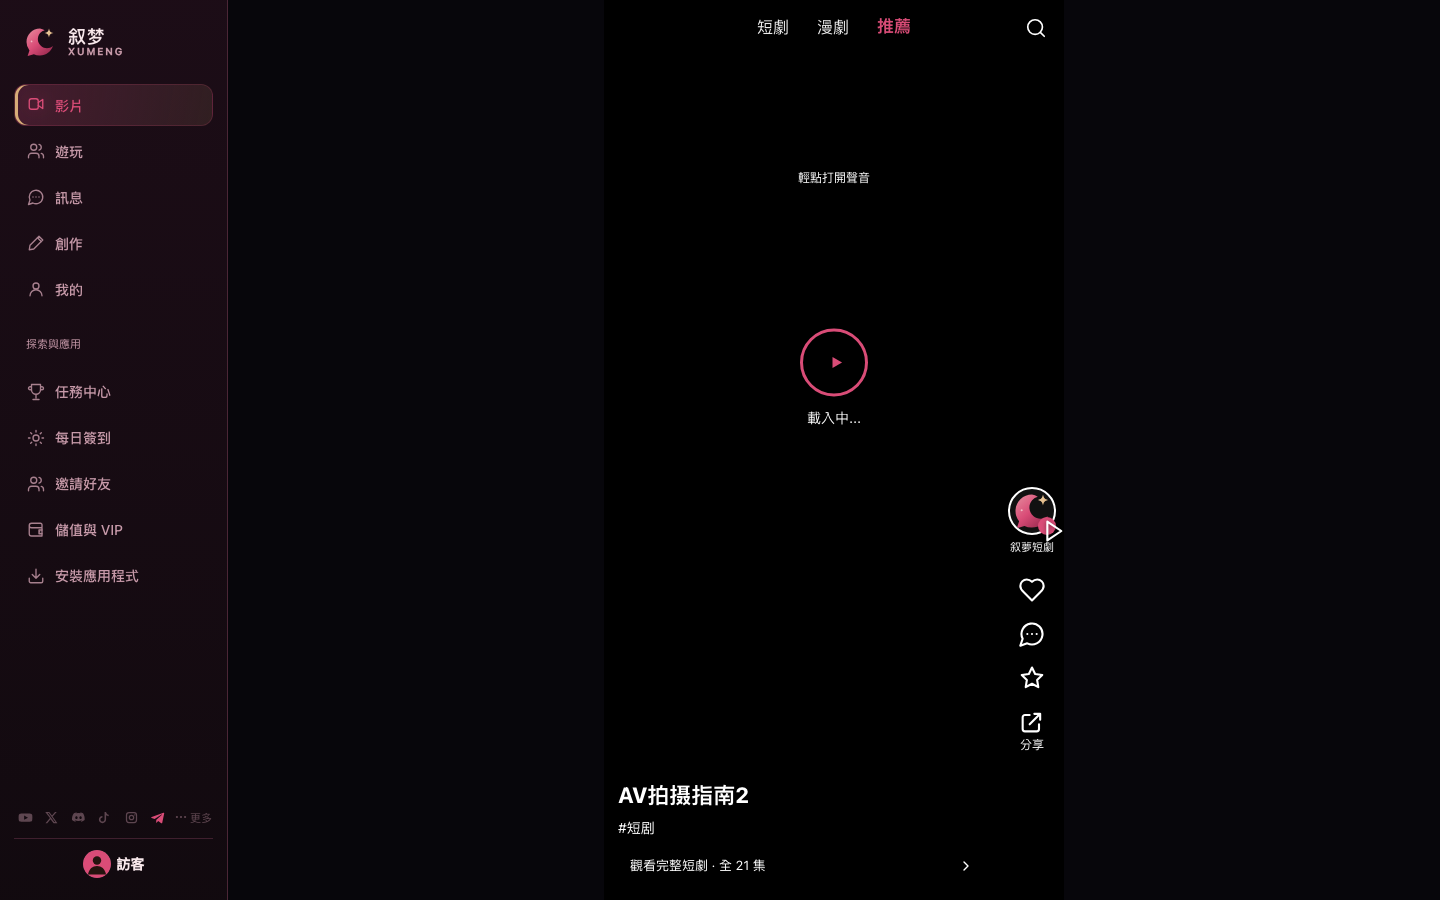 叙梦
XUMENG
影片
遊玩
訊息
創作
我的
探索與應用
任務中心
每日簽到
邀請好友
儲值與 VIP
安裝應用程式
更多
訪客
短劇
漫劇
推薦
輕點打開聲音
載入中...
叙夢短劇
分享
AV拍摄指南2
#短剧
觀看完整短劇 · 全 21 集